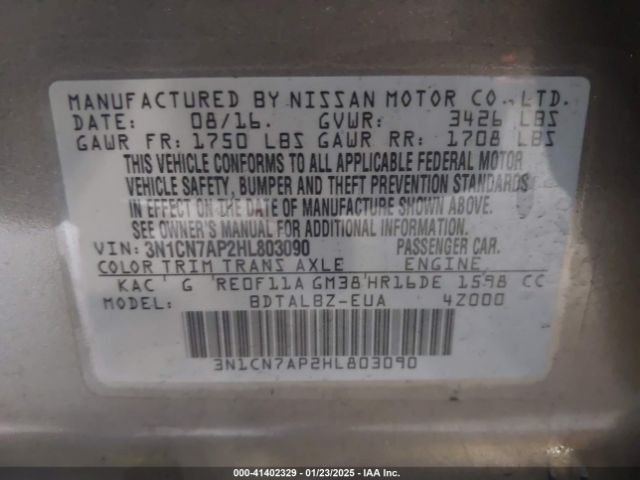 MANUFACTURED BY NISSAN MOTOR CO., LTD.
DATE: 08/16. GVWR: 3426 LBS
GAWR FR: 1750 LBS GAWR RR: 1708 LBS
THIS VEHICLE CONFORMS TO ALL APPLICABLE FEDERAL MOTOR
VEHICLE SAFETY, BUMPER AND THEFT PREVENTION STANDARDS
IN EFFECT ON THE DATE OF MANUFACTURE SHOWN ABOVE.
SEE OWNER'S MANUAL FOR ADDITIONAL INFORMATION.
VIN: 3N1CN7AP2HL803090 PASSENGER CAR.
COLOR TRIM TRANS AXLE ENGINE
KAC G RE0F11A GM38 HR16DE 1598 CC
MODEL: BDTALBZ-EUA 4Z000
3N1CN7AP2HL803090
000-41402329 - 01/23/2025 - IAA Inc.